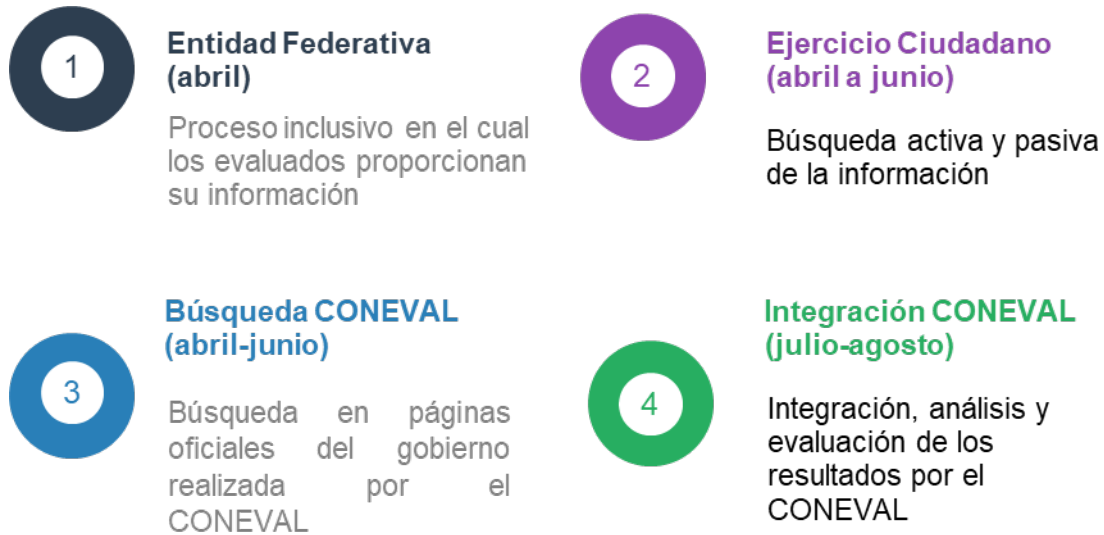 1
Entidad Federativa
(abril)
Proceso inclusivo en el cual
los evaluados proporcionan
su información
2
Ejercicio Ciudadano
(abril a junio)
Búsqueda activa y pasiva
de la información
3
Búsqueda CONEVAL
(abril-junio)
Búsqueda en páginas
oficiales del gobierno
realizada por el
CONEVAL
4
Integración CONEVAL
(julio-agosto)
Integración, análisis y
evaluación de los
resultados por el
CONEVAL